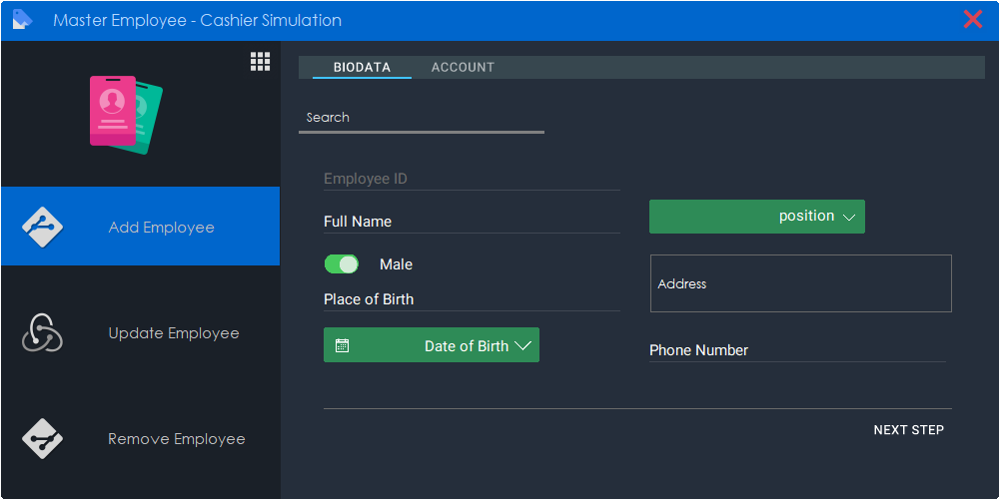 Master Employee - Cashier Simulation
BIODATA ACCOUNT
Search
Employee ID
Full Name
position
Add Employee
Male
Address
Place of Birth
Update Employee
Date of Birth
Phone Number
NEXT STEP
Remove Employee